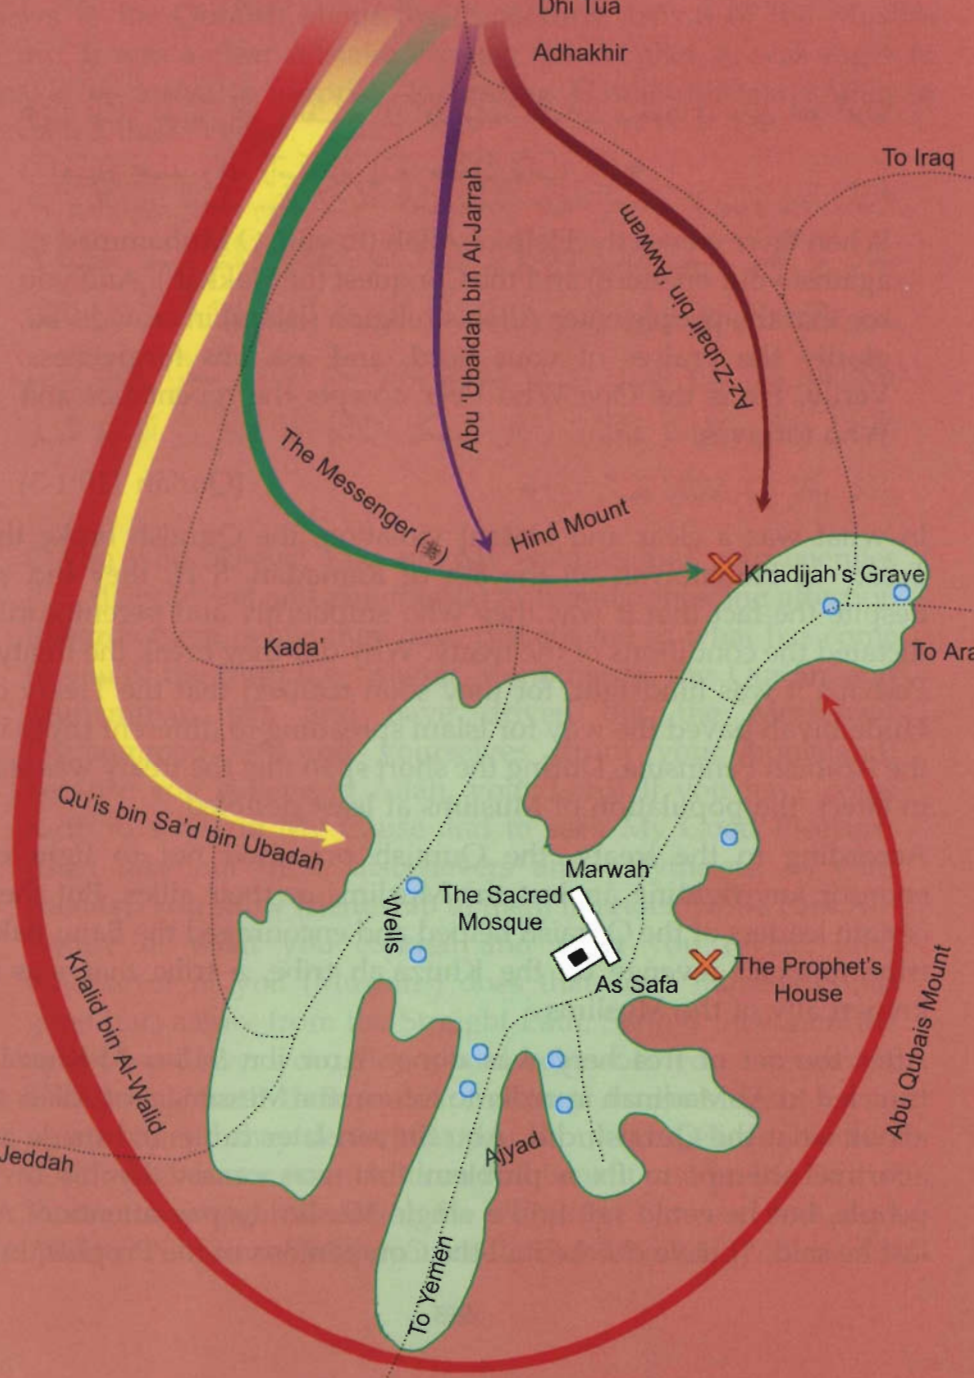 Dhi Tua
Adhakhir
To Iraq
Abu 'Ubaidah bin Al-Jarrah
Az-Zubair bin 'Awwam
The Messenger (ﷺ)
Hind Mount
Khadijah's Grave
Kada'
To Ara
Qu'is bin Sa'd bin Ubadah
Marwah
The Sacred
Mosque
Wells
As Safa
The Prophet's
House
Khalid bin Al-Walid
Abu Qubais Mount
Jeddah
Ajyad
To Yemen